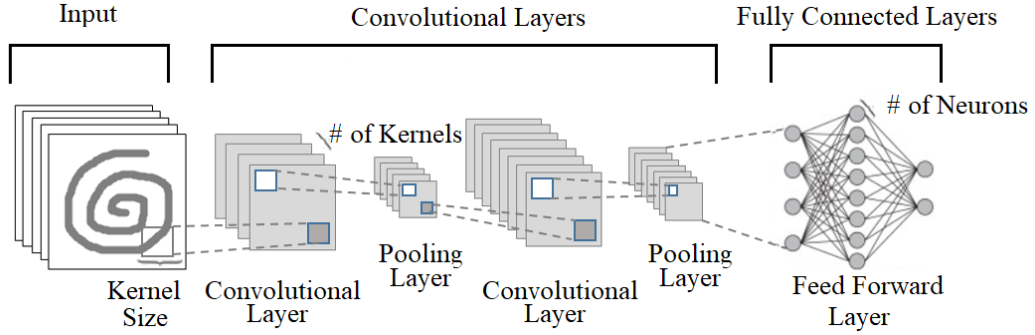 Input
Convolutional Layers
Fully Connected Layers
# of Kernels
# of Neurons
Kernel
Size
Convolutional
Layer
Pooling
Layer
Convolutional
Layer
Pooling
Layer
Feed Forward
Layer